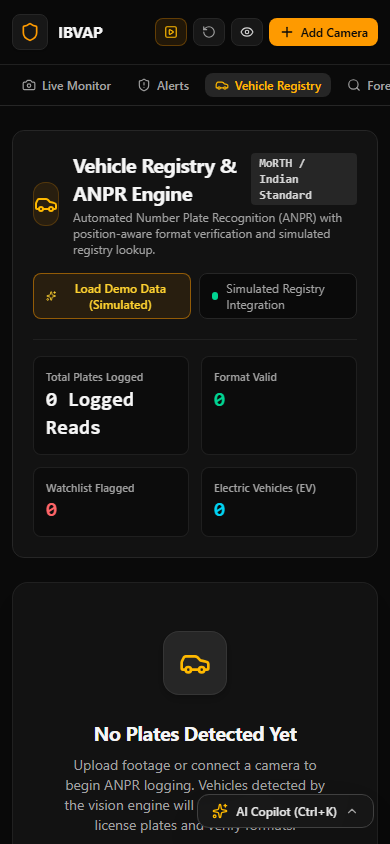 IBVAP
Add Camera
Live Monitor
Alerts
Vehicle Registry
Fore
Vehicle Registry &
ANPR Engine
MoRTH /
Indian
Standard
Automated Number Plate Recognition (ANPR) with
position-aware format verification and simulated
registry lookup.
Load Demo Data
(Simulated)
Simulated Registry
Integration
Total Plates Logged
0 Logged
Reads
Format Valid
0
Watchlist Flagged
0
Electric Vehicles (EV)
0
No Plates Detected Yet
Upload footage or connect a camera to
begin ANPR logging. Vehicles detected by
the vision engine will
AI Copilot (Ctrl+K)
license plates and verify formats.